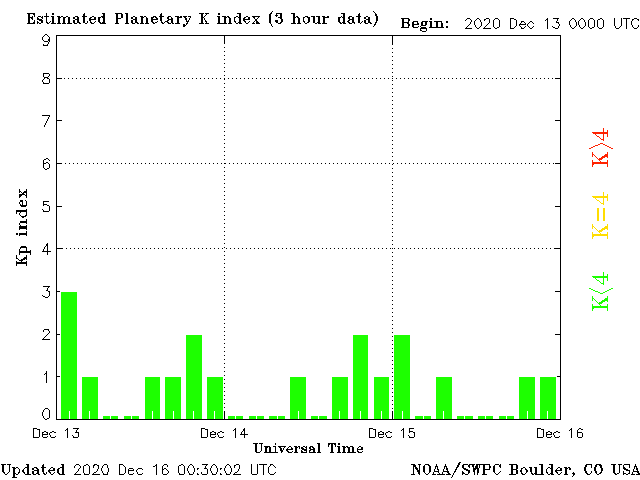 Estimated Planetary K index (3 hour data) Begin: 2020 Dec 13 0000 UTC
9
8
7
6
5
4
3
2
1
0
Kp index
K>4
K=4
K<4
Dec 13 Dec 14 Dec 15 Dec 16
Universal Time
Updated 2020 Dec 16 00:30:02 UTC NOAA/SWPC Boulder, CO USA